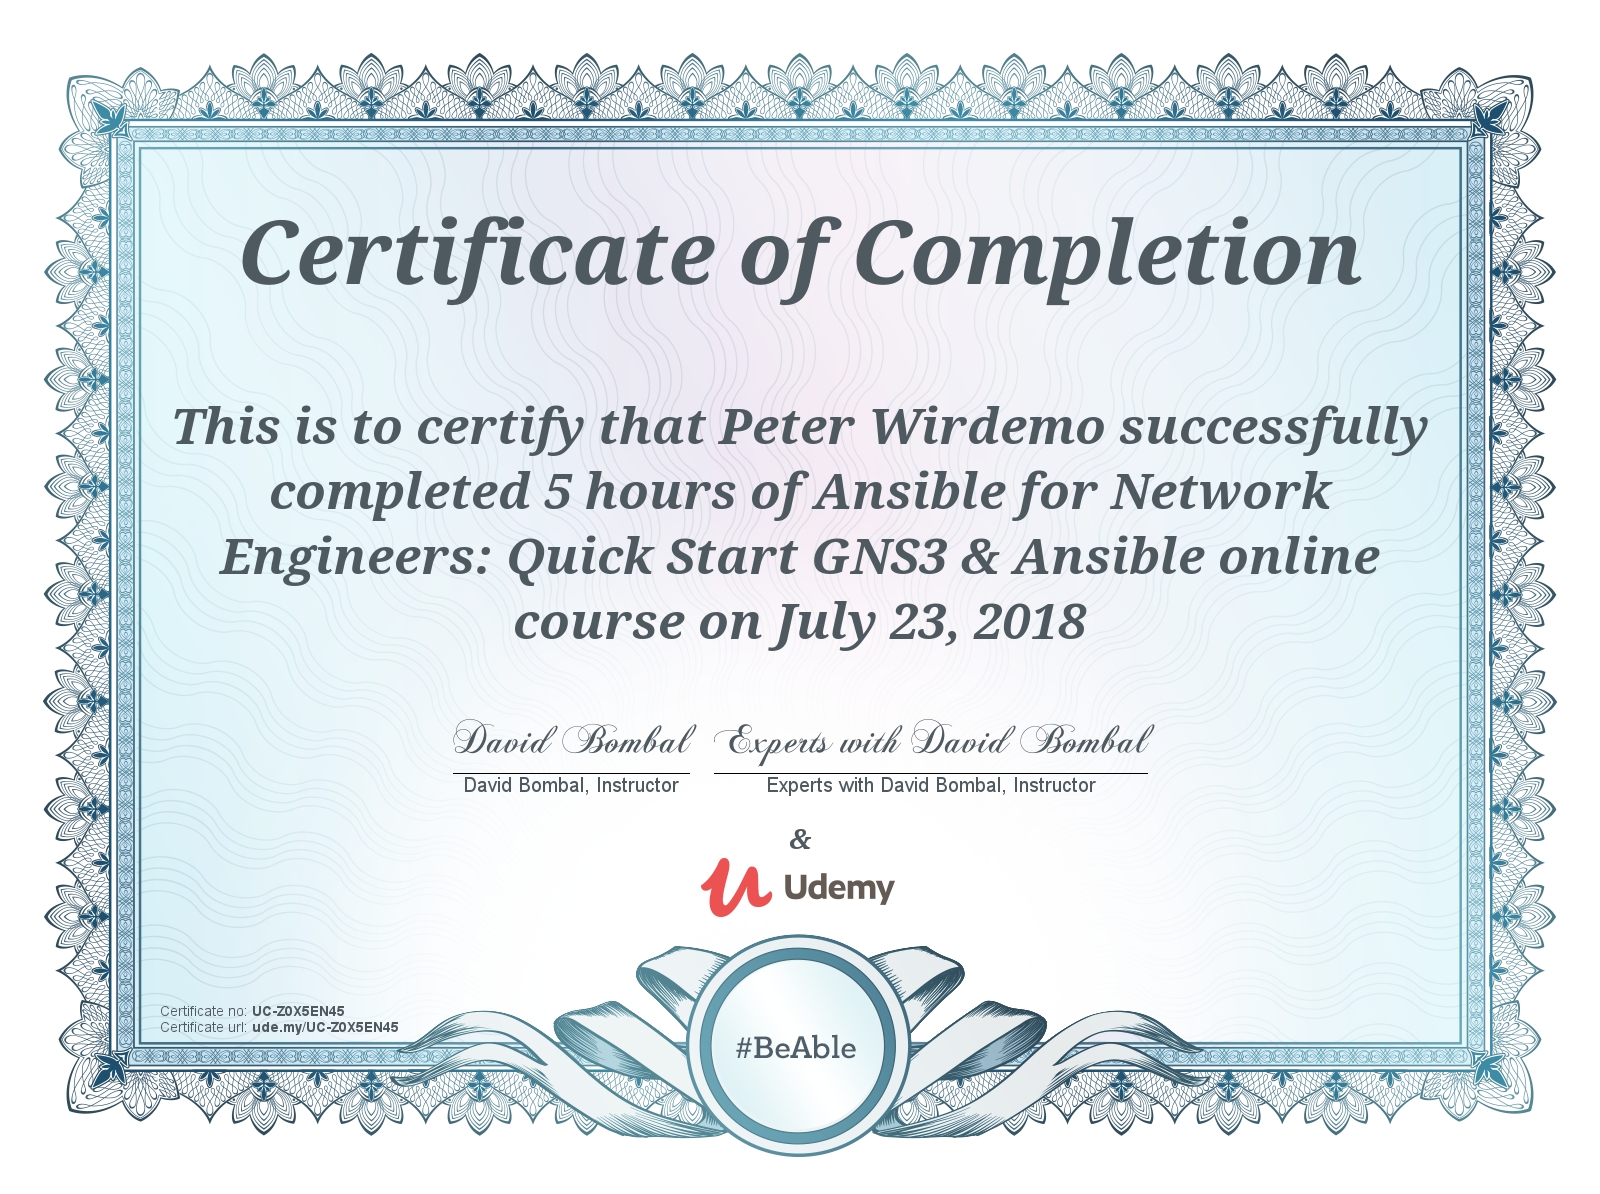 Certificate of Completion
This is to certify that Peter Wirdemo successfully
completed 5 hours of Ansible for Network
Engineers: Quick Start GNS3 & Ansible online
course on July 23, 2018
David Bombal Experts with David Bombal
David Bombal, Instructor Experts with David Bombal, Instructor
&
Udemy
Certificate no: UC-Z0X5EN45
Certificate url: ude.my/UC-Z0X5EN45
#BeAble